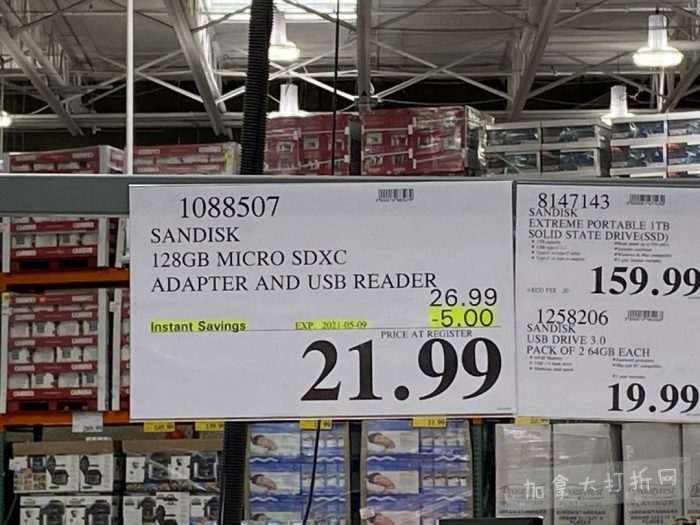 1088507
SANDISK
128GB MICRO SDXC
ADAPTER AND USB READER
26.99
Instant Savings EXP. 2021-05-09 -5.00
PRICE AT REGISTER
21.99
8147143
SANDISK
EXTREME PORTABLE 1TB
SOLID STATE DRIVE(SSD)
159.99
1258206
SANDISK
USB DRIVE 3.0
PACK OF 2 64GB EACH
19.99
加拿大打折网